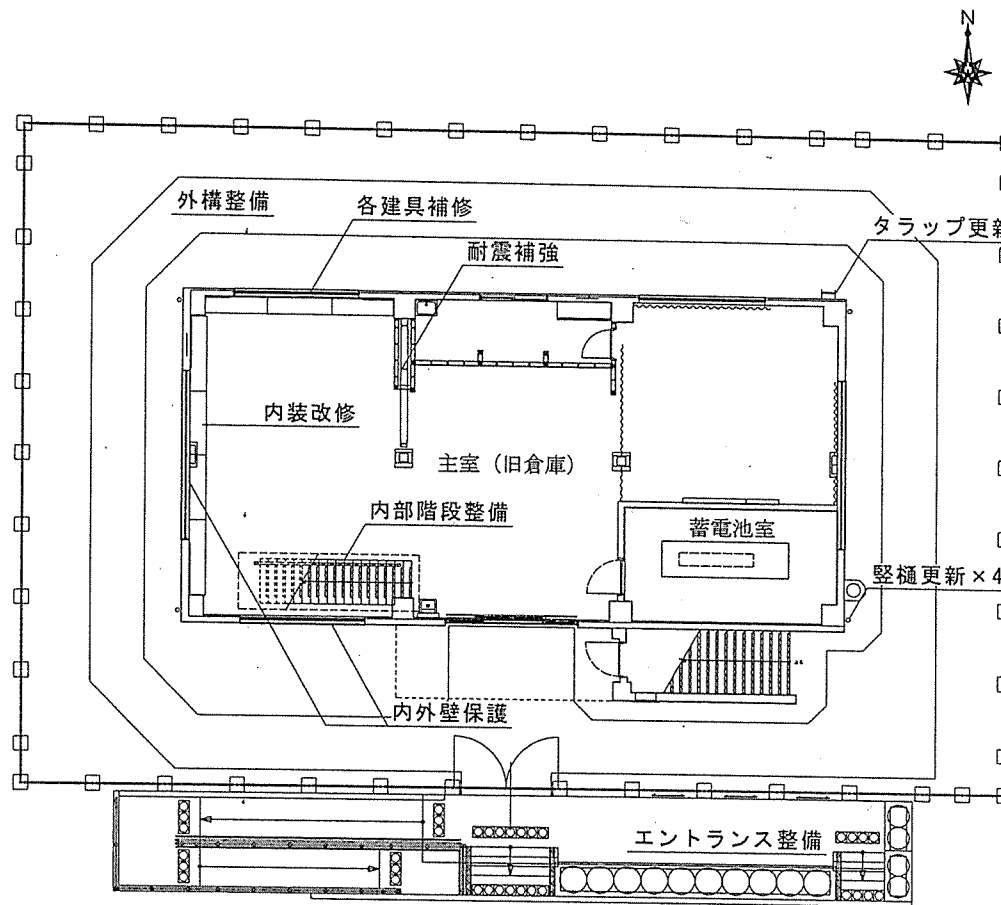 N
外構整備
各建具補修
タラップ更新
耐震補強
内装改修
主室（旧倉庫）
内部階段整備
蓄電池室
竪樋更新×4
内外壁保護
エントランス整備